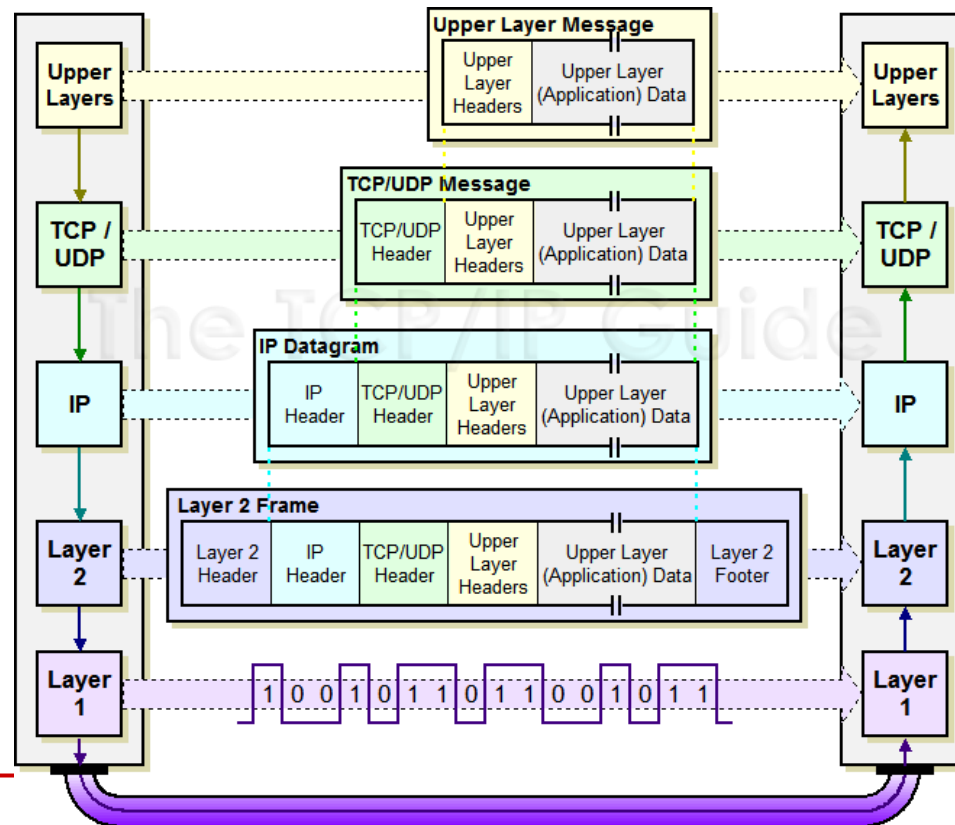 Upper Layer Message
Upper
Layers
Upper
Layer
Headers
Upper Layer
(Application) Data
Upper
Layers
TCP/UDP Message
TCP /
UDP
TCP/UDP
Header
Upper
Layer
Headers
Upper Layer
(Application) Data
TCP /
UDP
The TCP/IP Guide
IP Datagram
IP
IP
Header
TCP/UDP
Header
Upper
Layer
Headers
Upper Layer
(Application) Data
IP
Layer 2 Frame
Layer
2
Layer 2
Header
IP
Header
TCP/UDP
Header
Upper
Layer
Headers
Upper Layer
(Application) Data
Layer 2
Footer
Layer
2
Layer
1
1 0 0 1 0 1 1 0 1 1 0 0 1 0 1 1
Layer
1